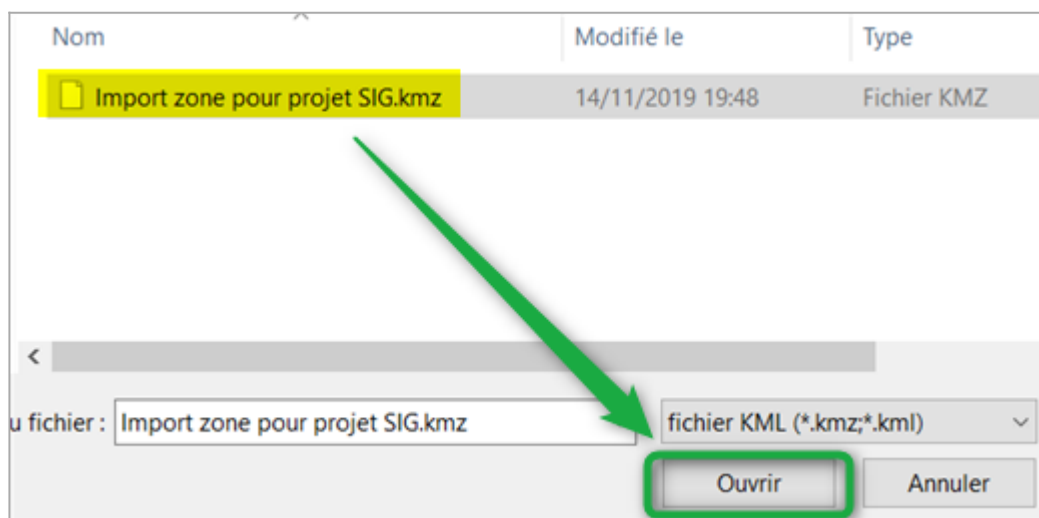 Nom Modifié le Type
Import zone pour projet SIG.kmz 14/11/2019 19:48 Fichier KMZ
u fichier : Import zone pour projet SIG.kmz fichier KML (*.kmz;*.kml)
Ouvrir Annuler